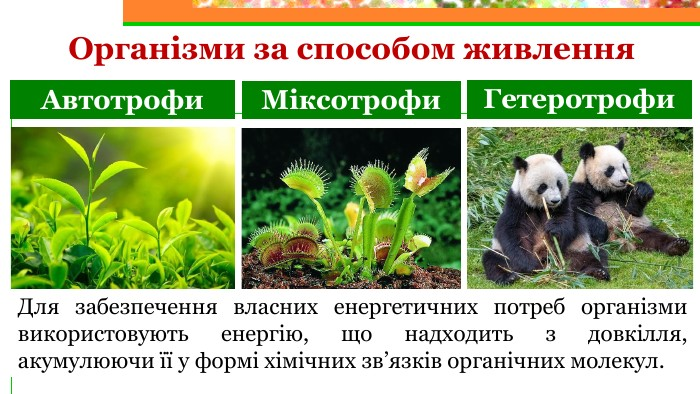 Організми за способом живлення
Автотрофи
Міксотрофи
Гетеротрофи
Для забезпечення власних енергетичних потреб організми
використовують енергію, що надходить з довкілля,
акумулюючи її у формі хімічних зв’язків органічних молекул.